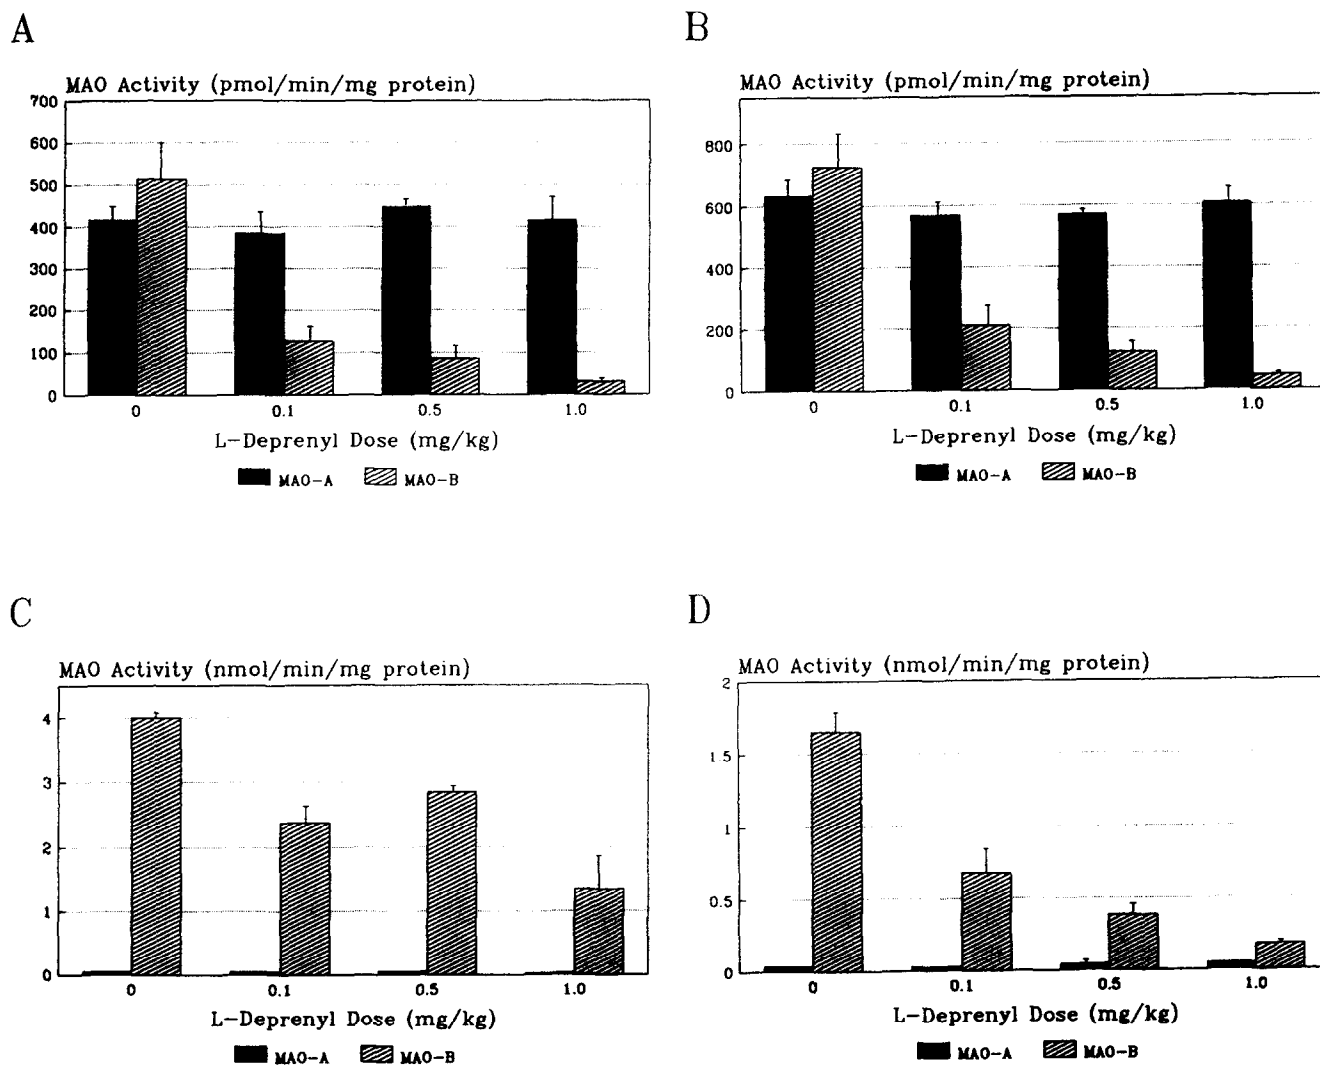 A
MAO Activity (pmol/min/mg protein)
700
600
500
400
300
200
100
0
0 0.1 0.5 1.0
L-Deprenyl Dose (mg/kg)
MAO-A MAO-B
B
MAO Activity (pmol/min/mg protein)
800
600
400
200
0
0 0.1 0.5 1.0
L-Deprenyl Dose (mg/kg)
MAO-A MAO-B
C
MAO Activity (nmol/min/mg protein)
4
3
2
1
0
0 0.1 0.5 1.0
L-Deprenyl Dose (mg/kg)
MAO-A MAO-B
D
MAO Activity (nmol/min/mg protein)
2
1.5
1
0.5
0
0 0.1 0.5 1.0
L-Deprenyl Dose (mg/kg)
MAO-A MAO-B